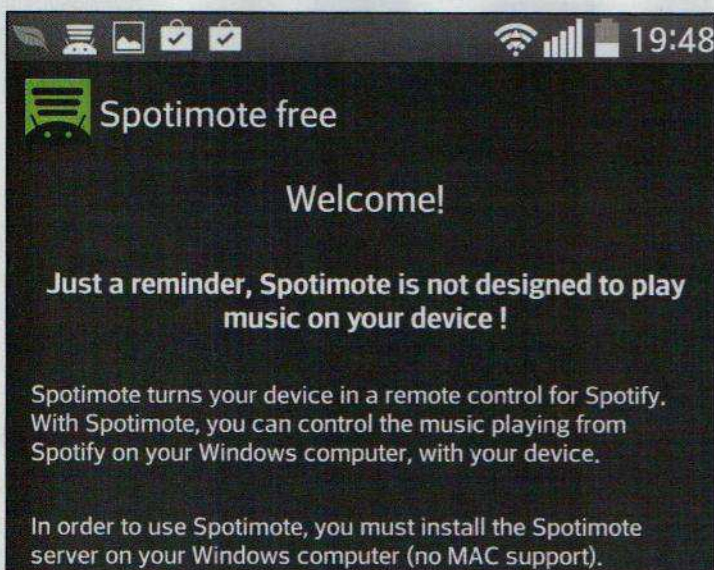 19:48
Spotimote free
Welcome!
Just a reminder, Spotimote is not designed to play
music on your device !
Spotimote turns your device in a remote control for Spotify.
With Spotimote, you can control the music playing from
Spotify on your Windows computer, with your device.
In order to use Spotimote, you must install the Spotimote
server on your Windows computer (no MAC support).